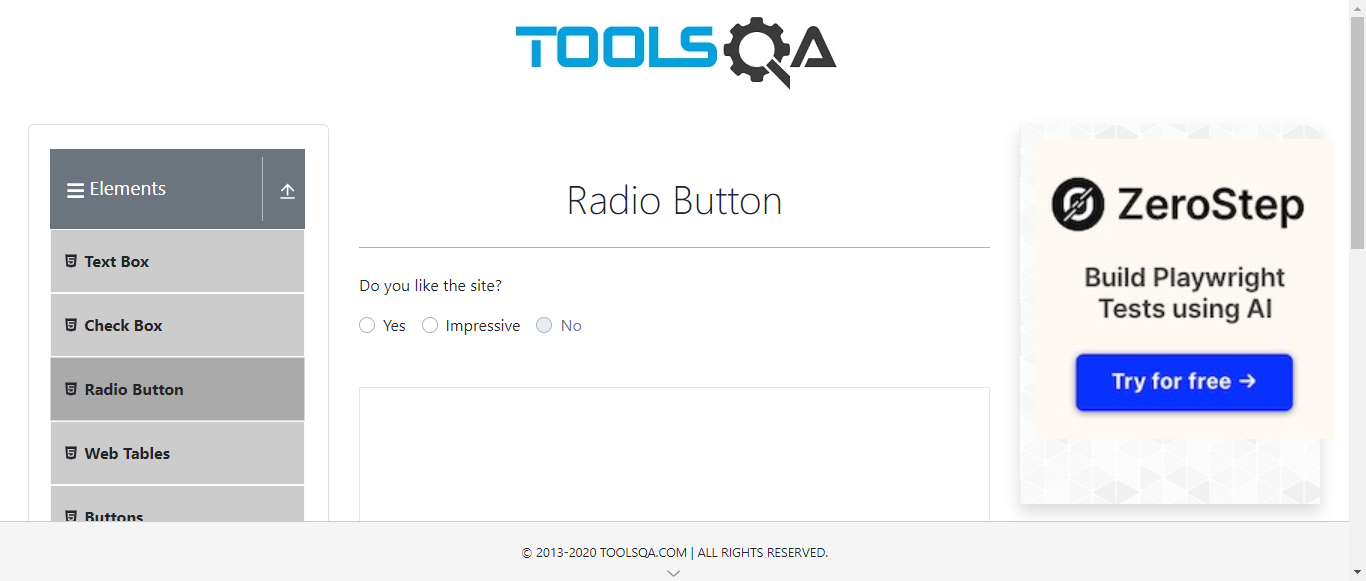 TOOLSQA
Elements
Text Box
Check Box
Radio Button
Web Tables
Buttons
Radio Button
Do you like the site?
Yes
Impressive
No
ZeroStep
Build Playwright
Tests using AI
Try for free →
© 2013-2020 TOOLSQA.COM | ALL RIGHTS RESERVED.